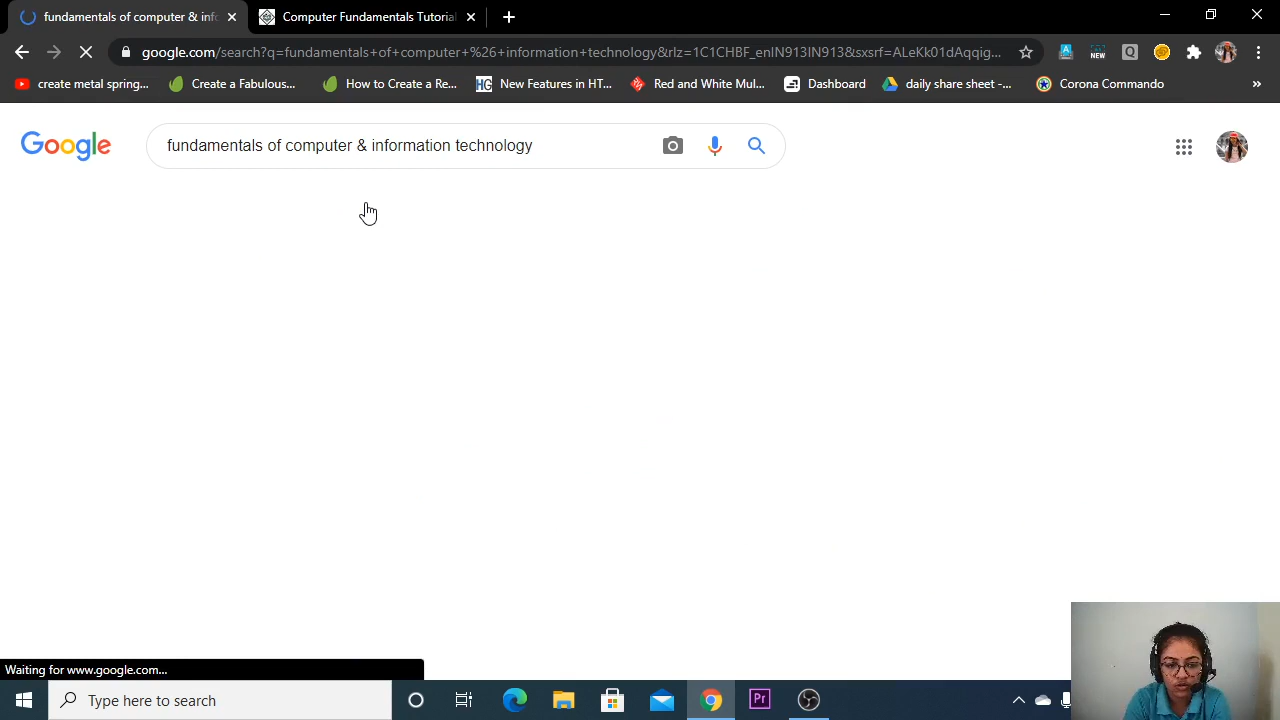 fundamentals of computer & inf
Computer Fundamentals Tutorial
google.com/search?q=fundamentals+of+computer+%26+information+technology&rlz=1C1CHBF_enIN913IN913&sxsrf=ALeKk01dAqqig...
create metal spring...
Create a Fabulous...
How to Create a Re...
HG New Features in HT...
Red and White Mul...
Dashboard
daily share sheet -...
Corona Commando
»
Google
fundamentals of computer & information technology
Waiting for www.google.com...
Type here to search
Pr